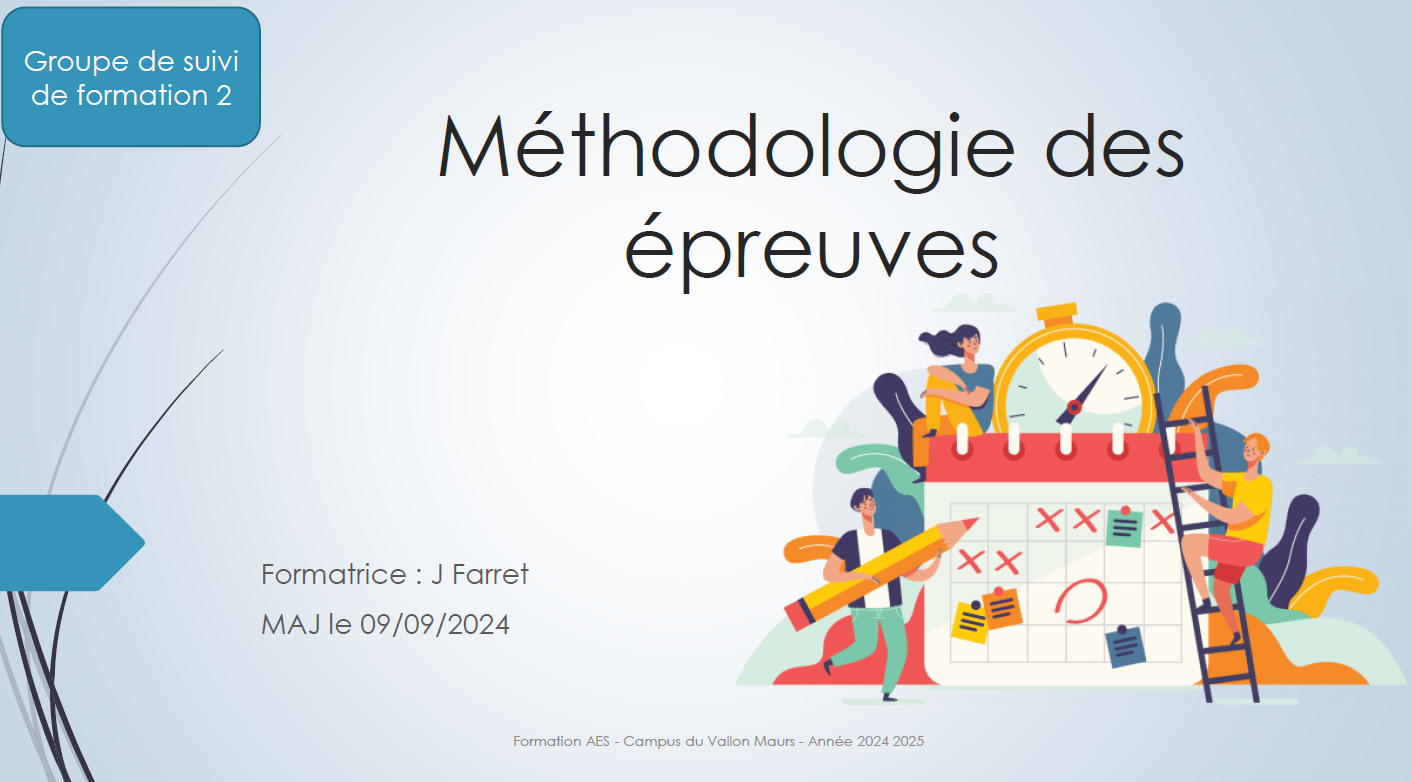 Groupe de suivi
de formation 2
Méthodologie des
épreuves
Formatrice : J Farret
MAJ le 09/09/2024
Formation AES - Campus du Vallon Maurs - Année 2024 2025